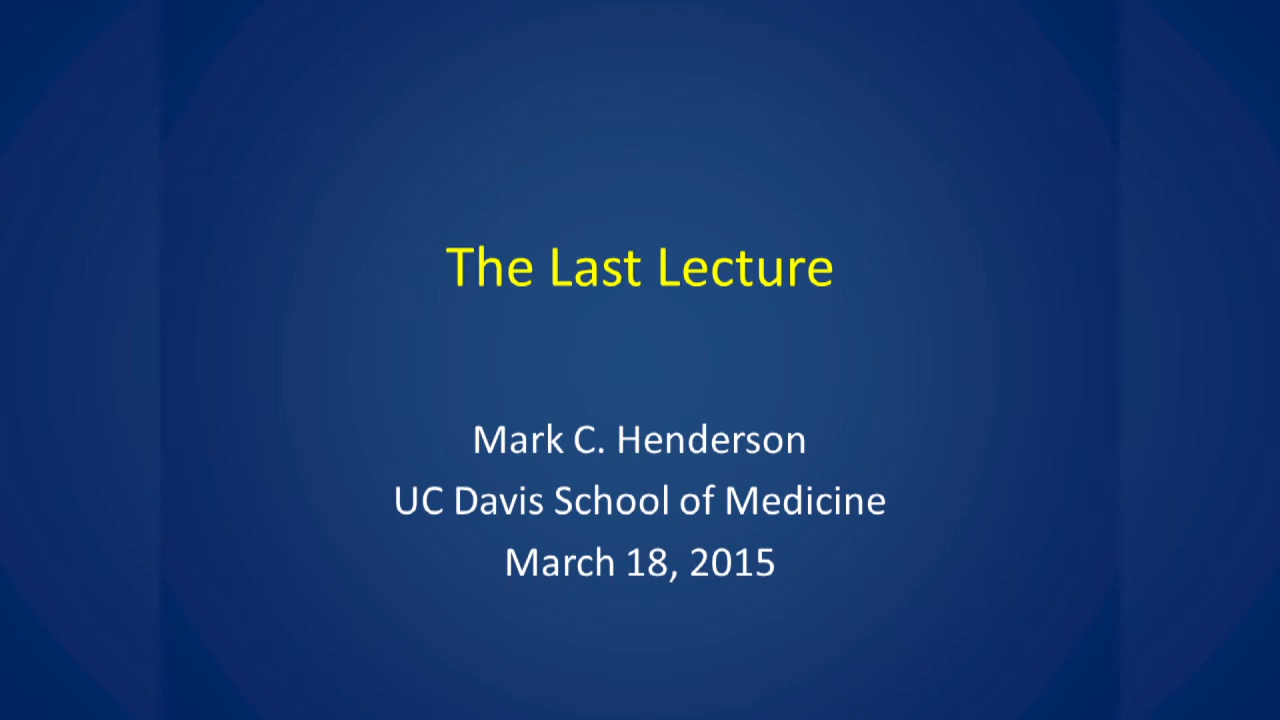 The Last Lecture
Mark C. Henderson
UC Davis School of Medicine
March 18, 2015